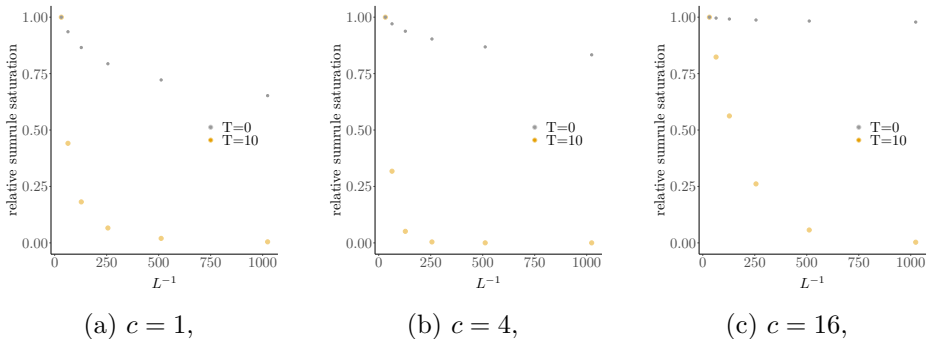 relative sumrule saturation
1.00
0.75
0.50
0.25
0.00
T=0
T=10
0 250 500 750 1000
L⁻¹
(a) c = 1,
relative sumrule saturation
1.00
0.75
0.50
0.25
0.00
T=0
T=10
0 250 500 750 1000
L⁻¹
(b) c = 4,
relative sumrule saturation
1.00
0.75
0.50
0.25
0.00
T=0
T=10
0 250 500 750 1000
L⁻¹
(c) c = 16,